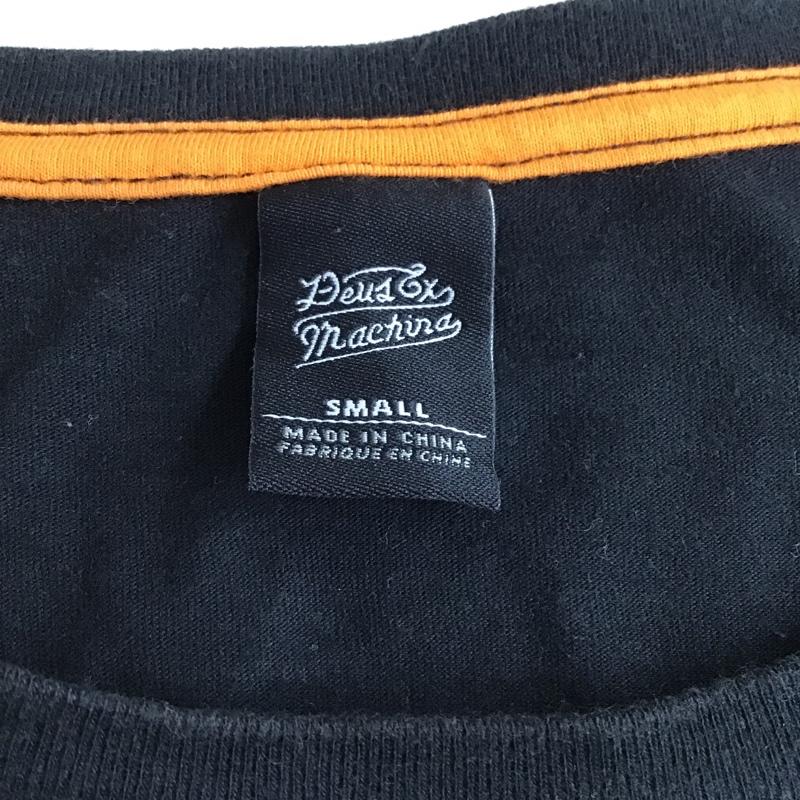 Deus Ex
Machina
SMALL
MADE IN CHINA
FABRIQUE EN CHINE